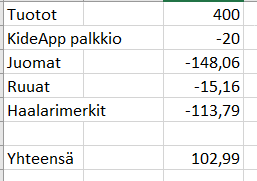 Tuotot 400
KideApp palkkio -20
Juomat -148,06
Ruuat -15,16
Haalarimerkit -113,79
Yhteensä 102,99